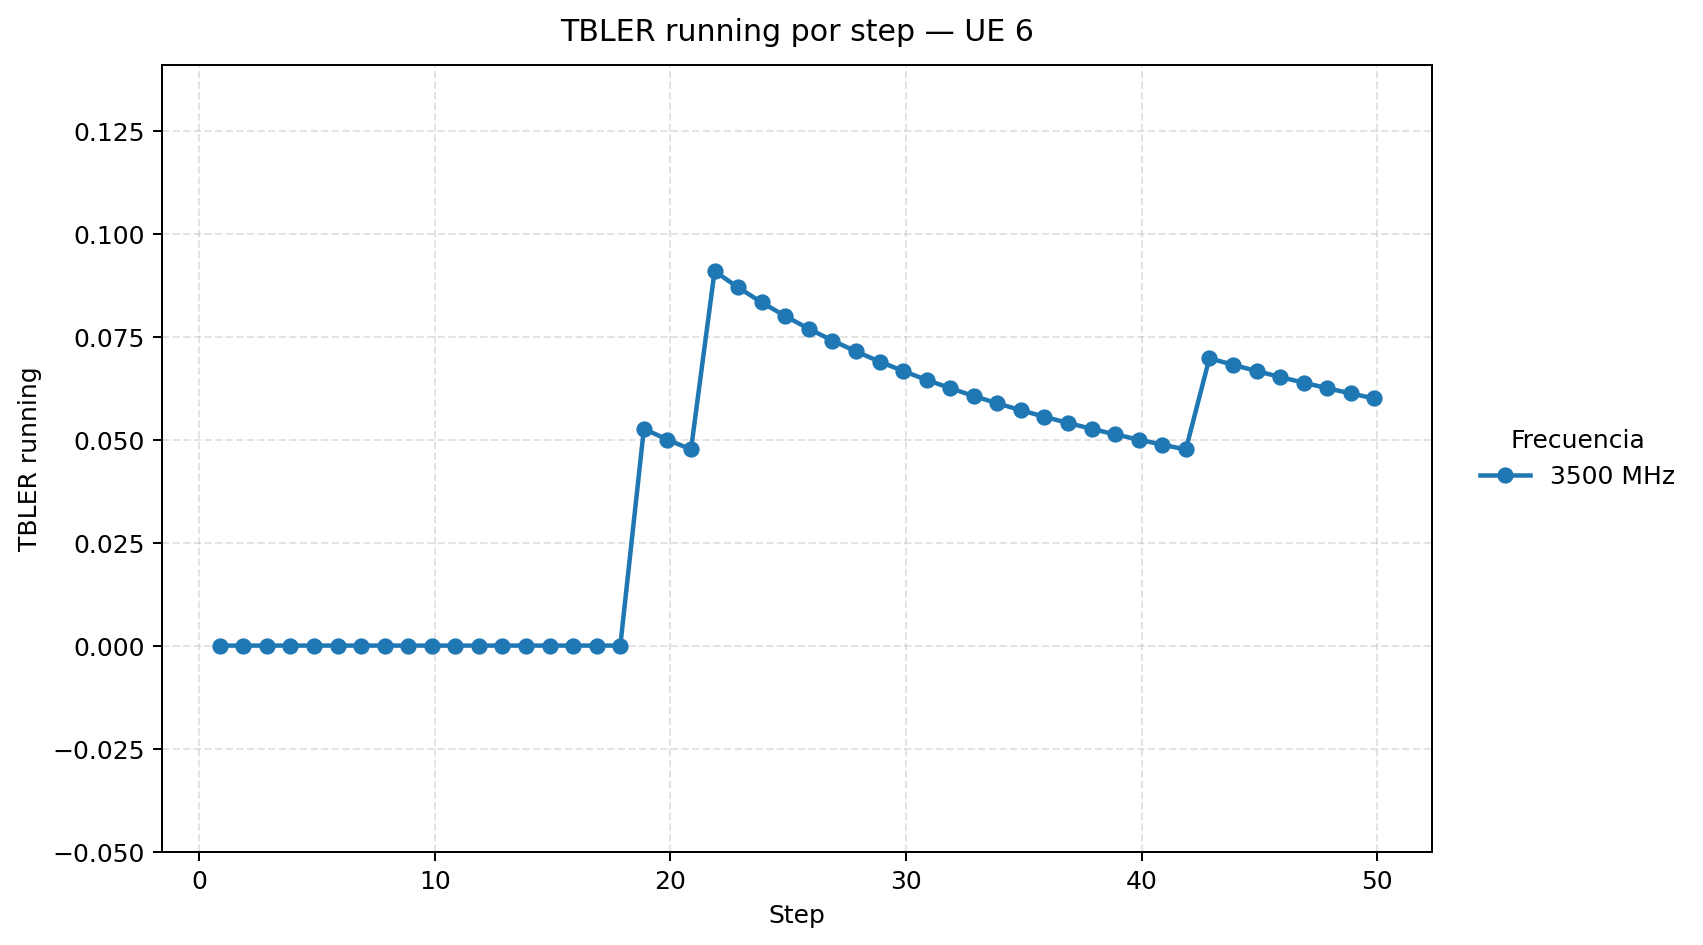 TBLER running por step — UE 6
TBLER running
0.125
0.100
0.075
0.050
0.025
0.000
−0.025
−0.050
0 10 20 30 40 50
Step
Frecuencia
3500 MHz